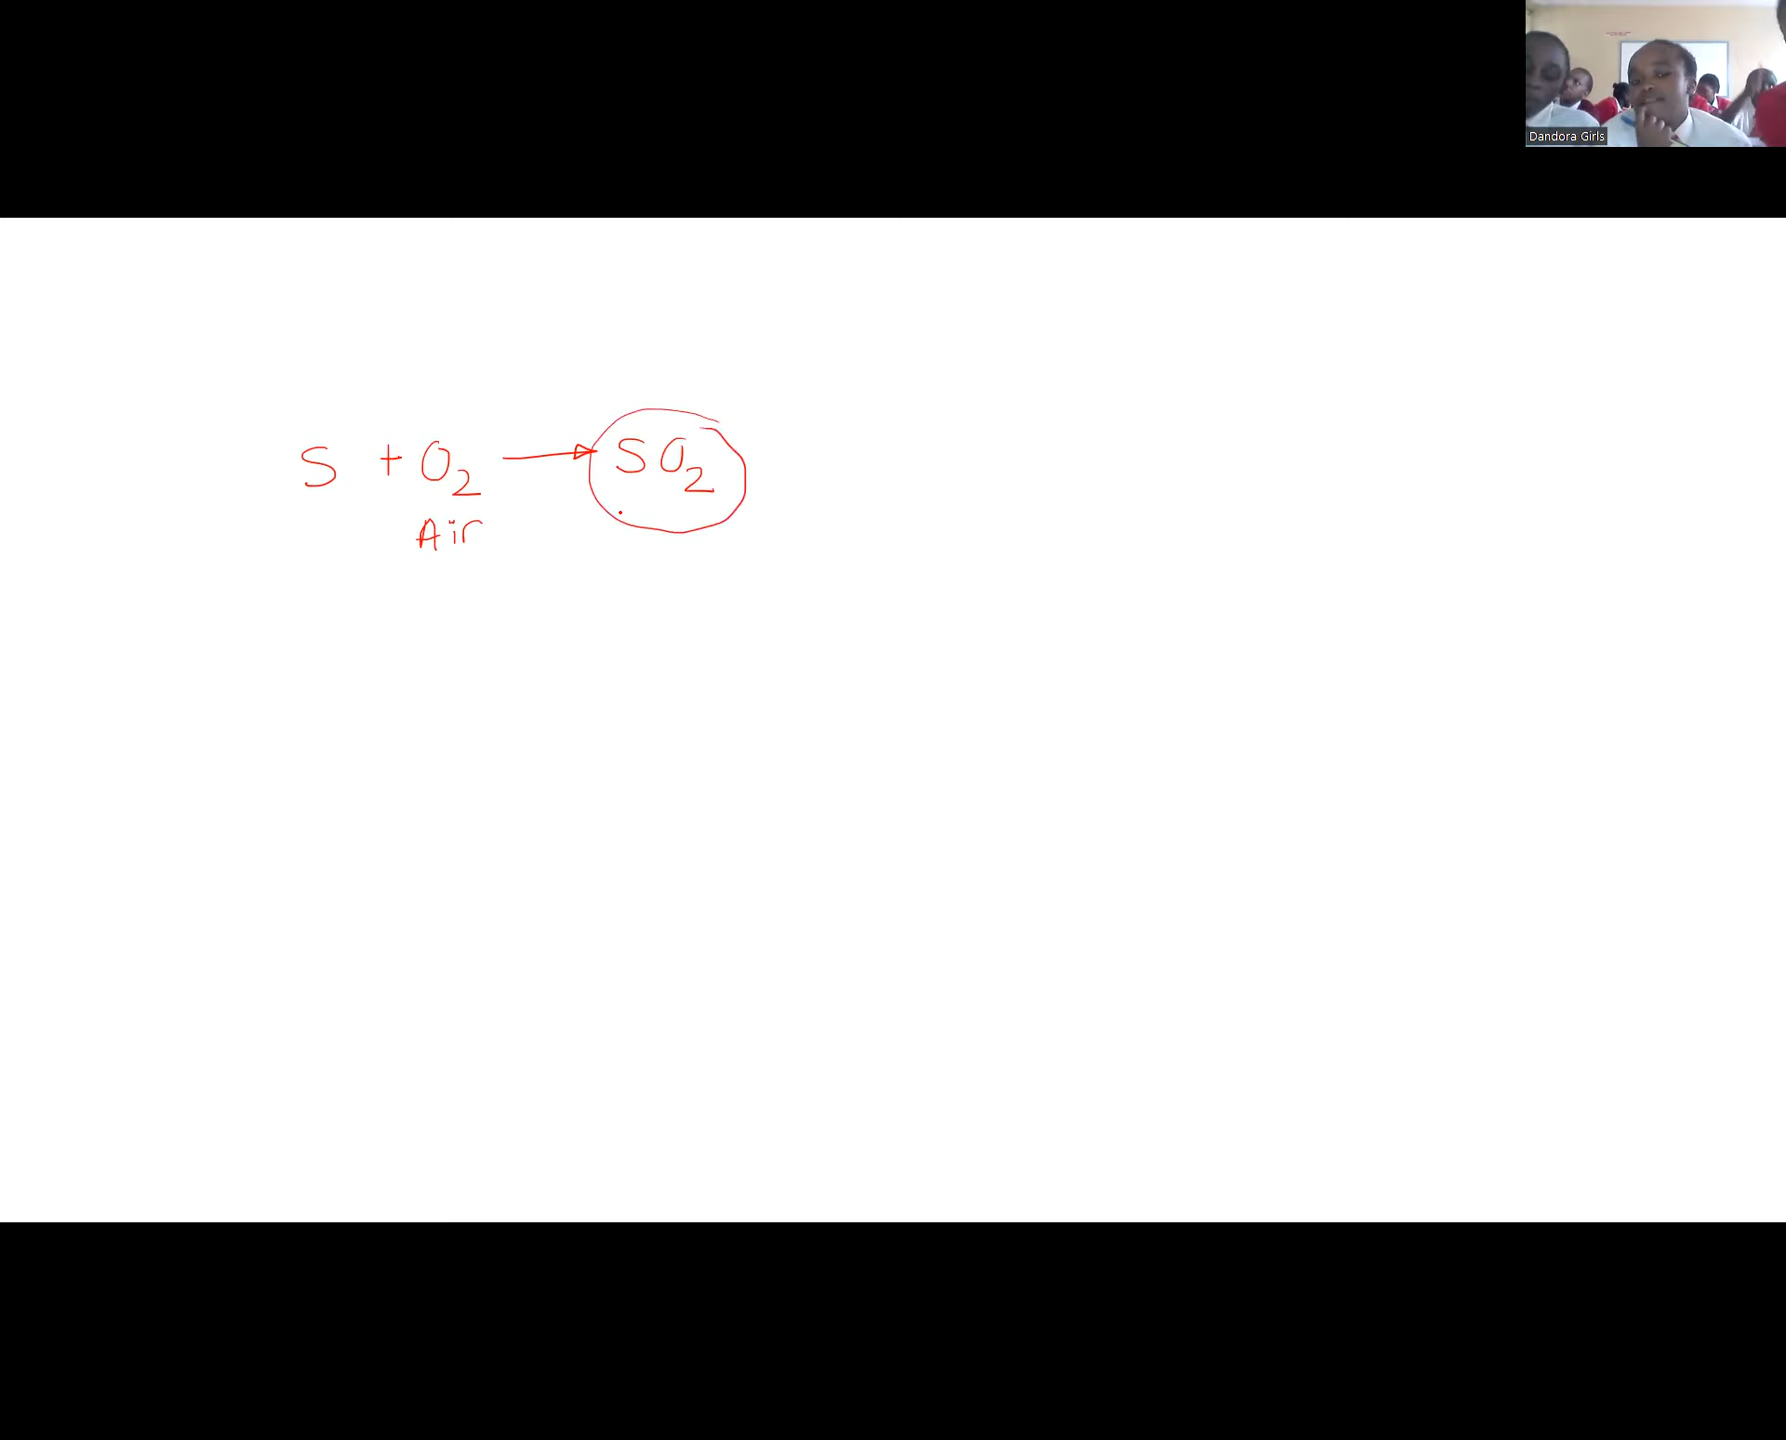 Dandora Girls
S + O₂ → SO₂
Air